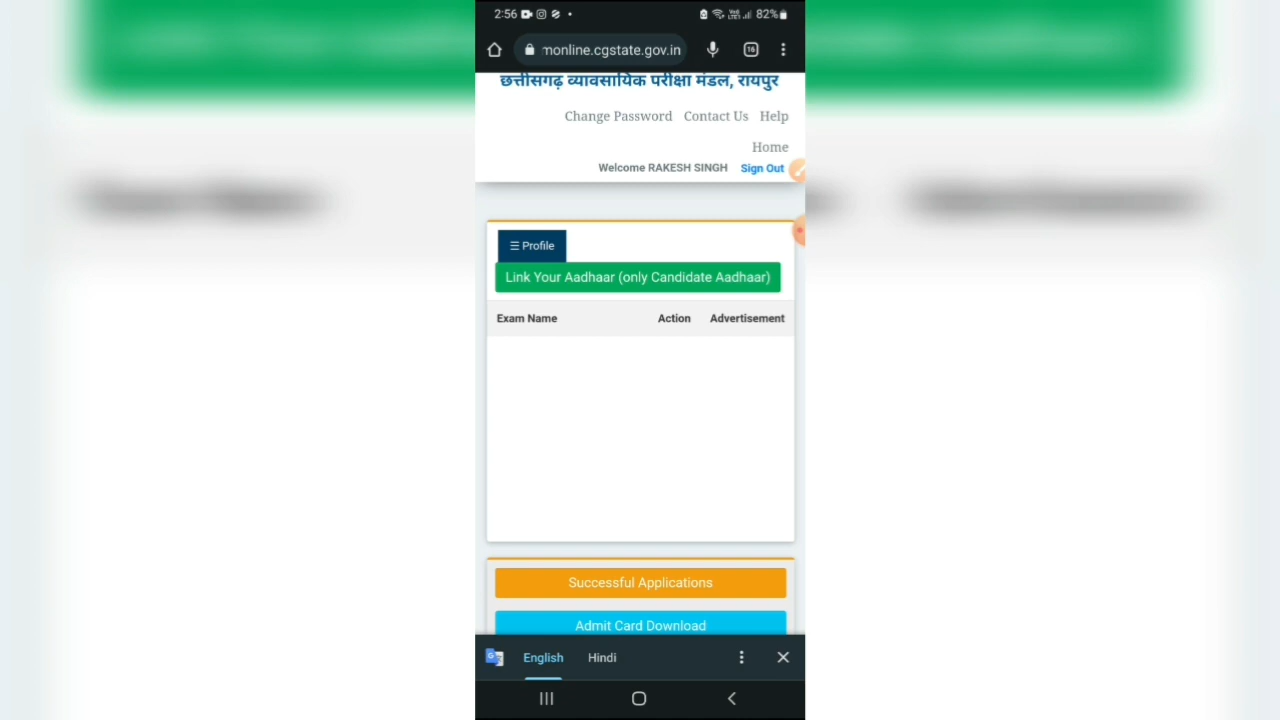 2:56 82%
monline.cgstate.gov.in 16
छत्तीसगढ़ व्यावसायिक परीक्षा मंडल, रायपुर
Change Password Contact Us Help
Home
Welcome RAKESH SINGH Sign Out
☰ Profile
Link Your Aadhaar (only Candidate Aadhaar)
Exam Name Action Advertisement
Successful Applications
Admit Card Download
English Hindi